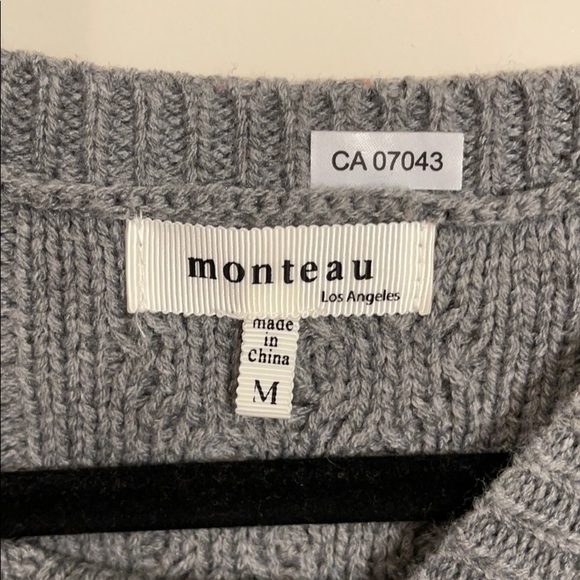 CA 07043
monteau
Los Angeles
made
in
China
M